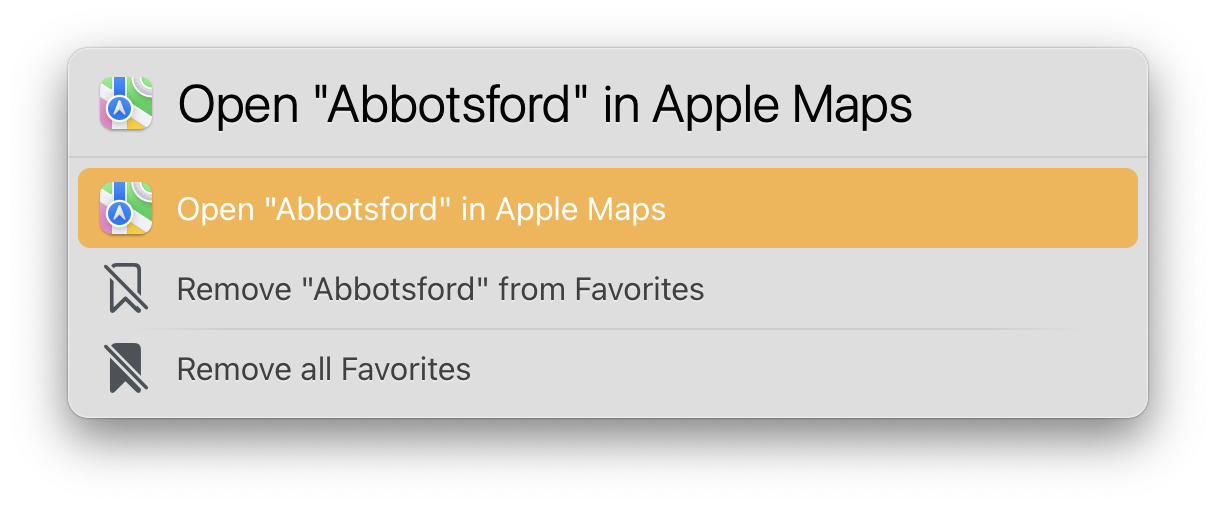 Open "Abbotsford" in Apple Maps
Open "Abbotsford" in Apple Maps
Remove "Abbotsford" from Favorites
Remove all Favorites